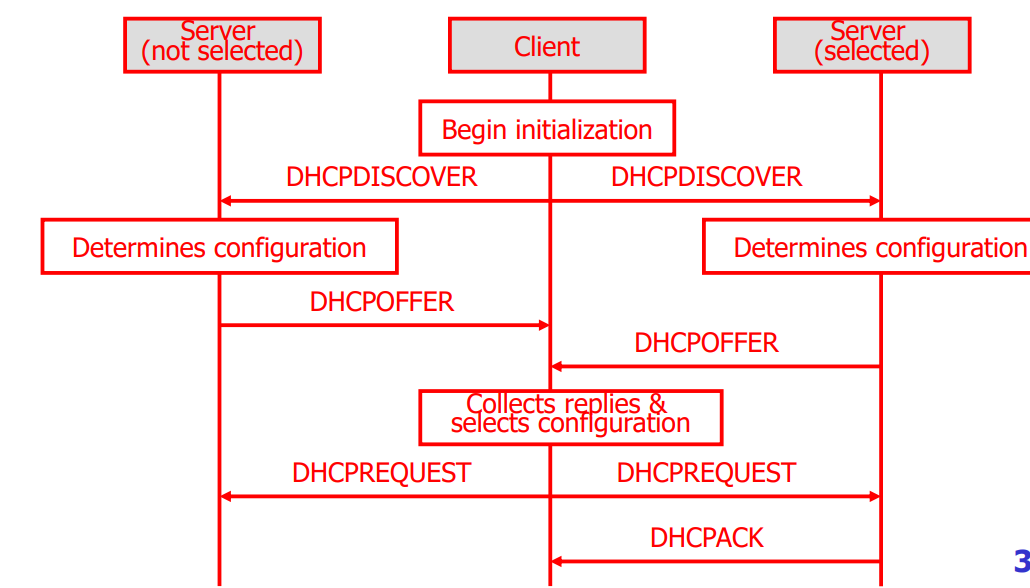 Server
(not selected)
Client
Server
(selected)
Begin initialization
DHCPDISCOVER
DHCPDISCOVER
Determines configuration
Determines configuration
DHCPOFFER
DHCPOFFER
Collects replies &
selects configuration
DHCPREQUEST
DHCPREQUEST
DHCPACK
3